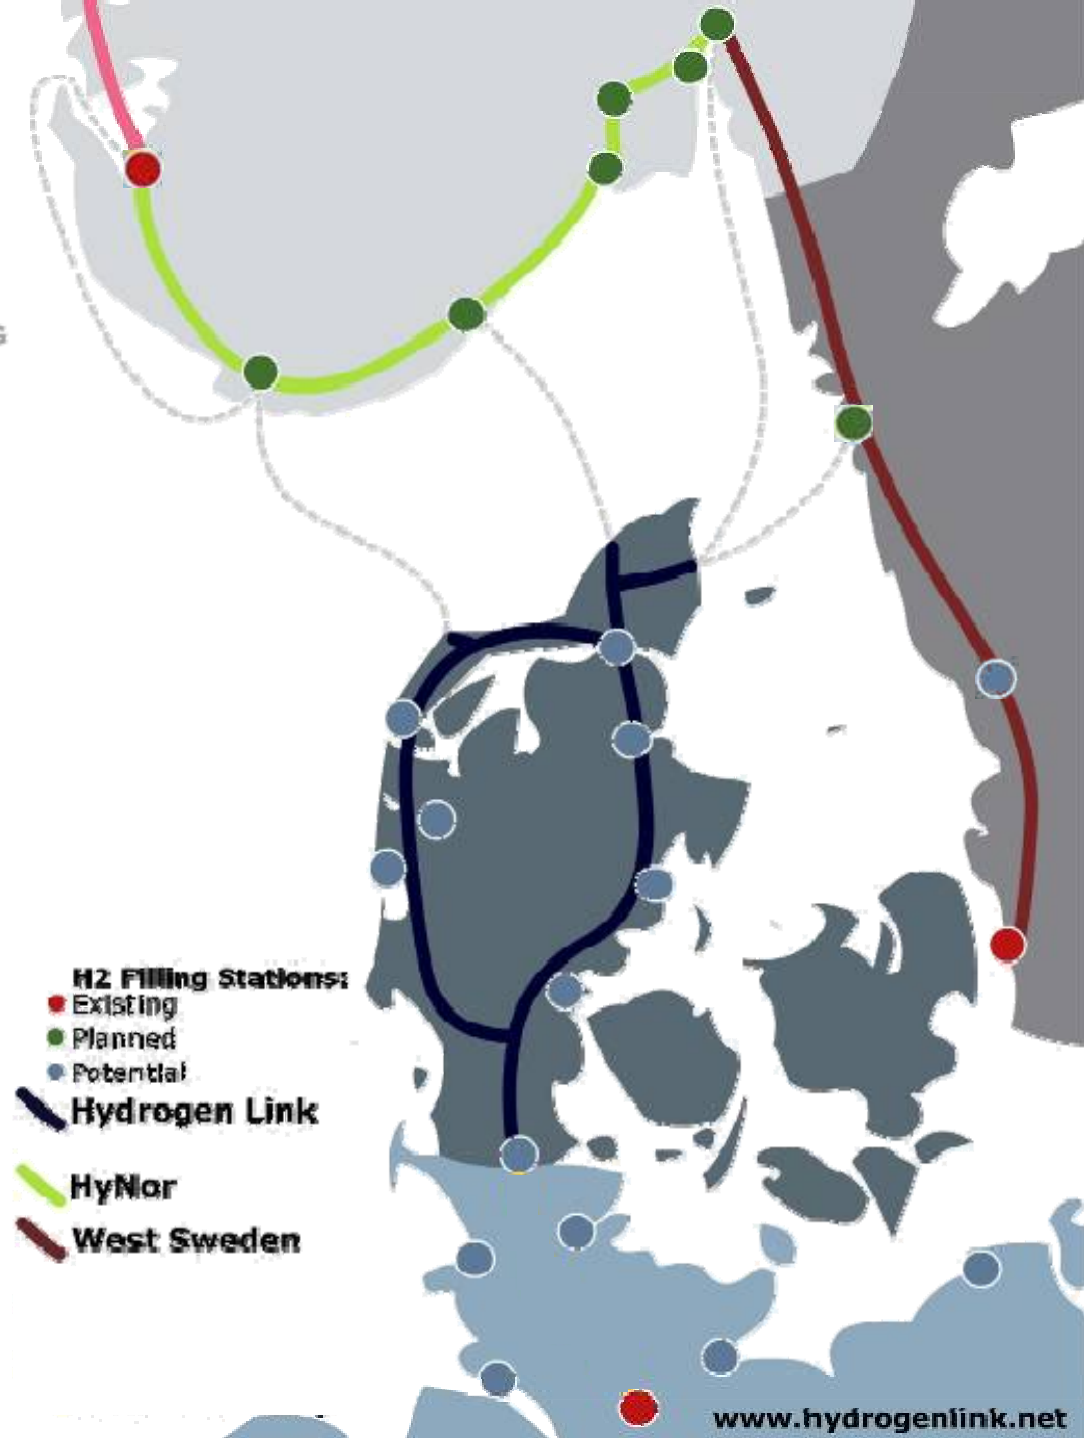 H2 Filling Stations:
Existing
Planned
Potential
Hydrogen Link
HyNor
West Sweden
www.hydrogenlink.net